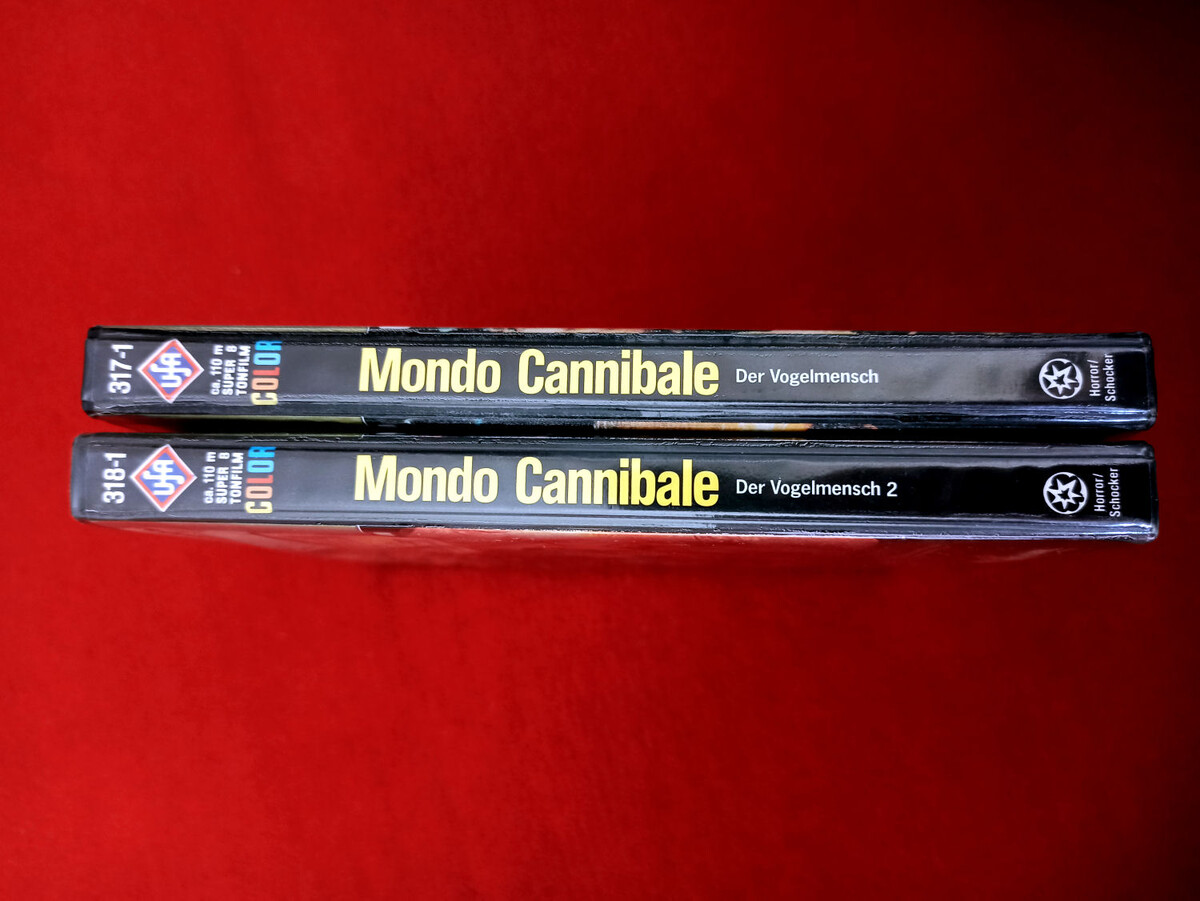 317-1
UFA
ca. 110 m
SUPER 8
TONFILM
COLOR
Mondo Cannibale
Der Vogelmensch
Horror/
Schocker
318-1
UFA
ca. 110 m
SUPER 8
TONFILM
COLOR
Mondo Cannibale
Der Vogelmensch 2
Horror/
Schocker